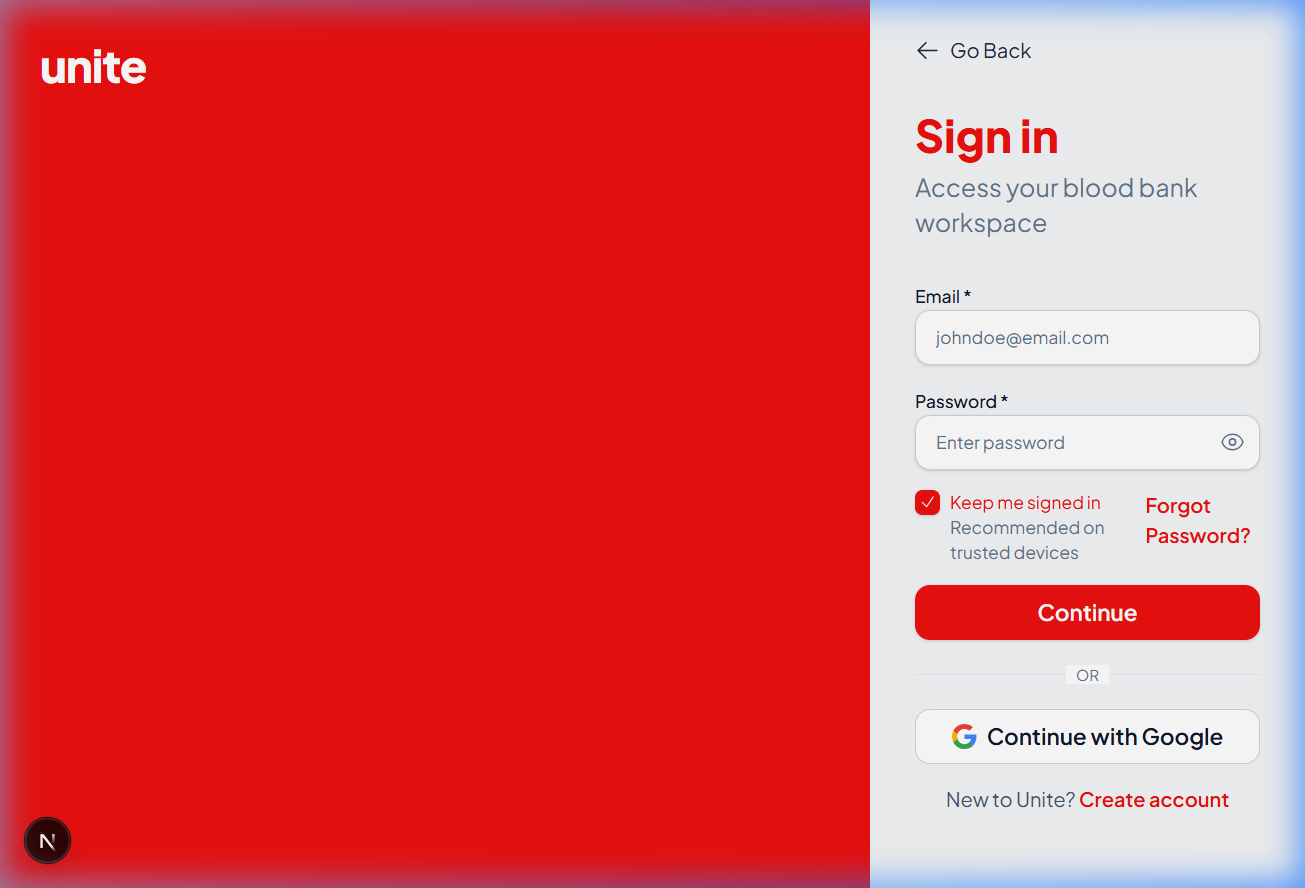 unite
Go Back
Sign in
Access your blood bank
workspace
Email *
johndoe@email.com
Password *
Enter password
Keep me signed in
Recommended on
trusted devices
Forgot
Password?
Continue
OR
Continue with Google
New to Unite? Create account
N